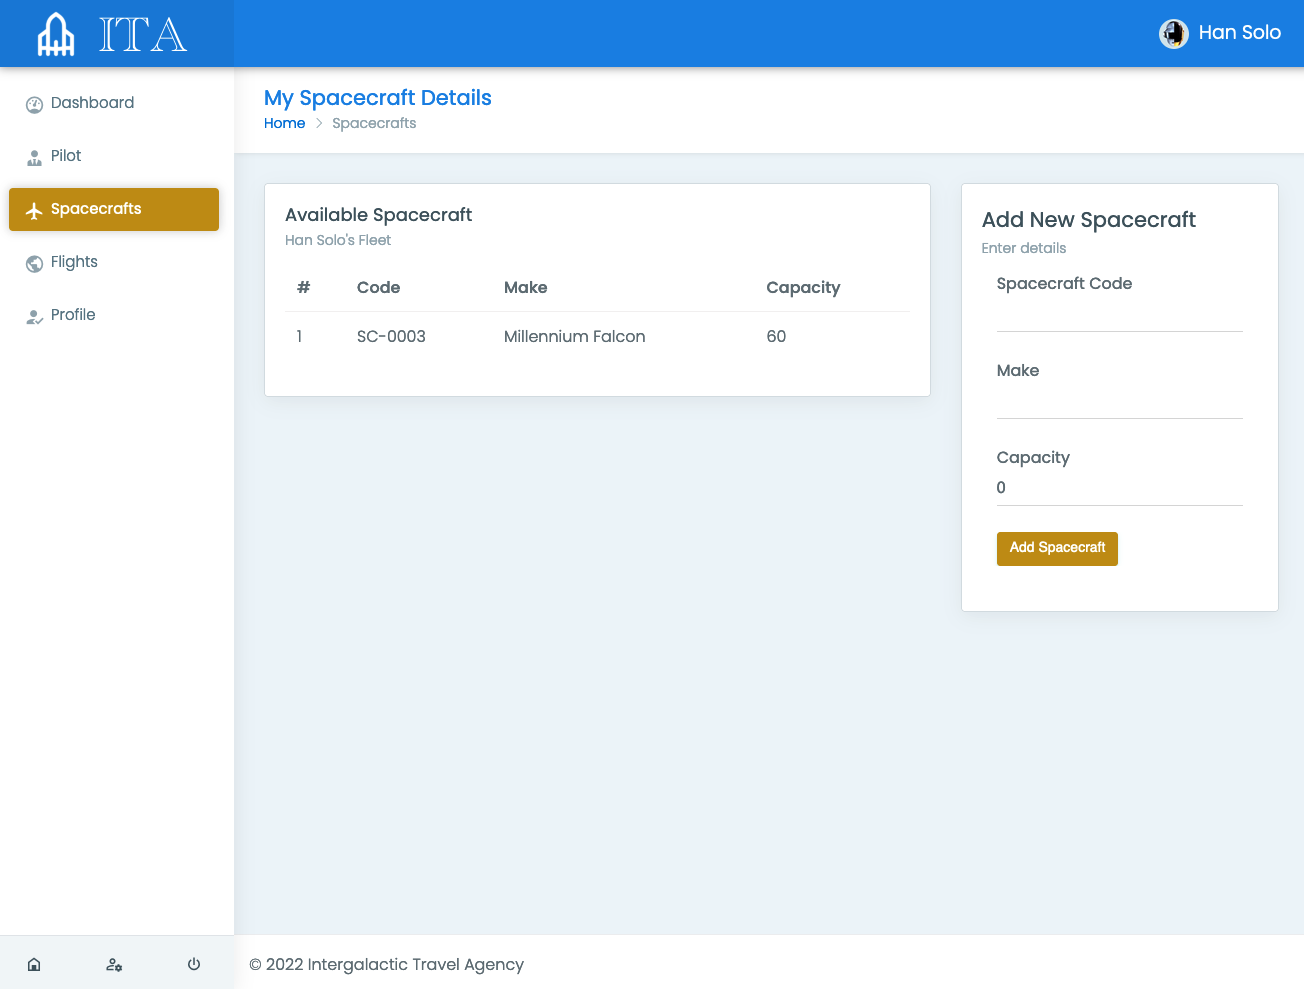 ITA
Han Solo
Dashboard
Pilot
Spacecrafts
Flights
Profile
My Spacecraft Details
Home > Spacecrafts
Available Spacecraft
Han Solo's Fleet
# Code Make Capacity
1 SC-0003 Millennium Falcon 60
Add New Spacecraft
Enter details
Spacecraft Code
Make
Capacity
0
Add Spacecraft
© 2022 Intergalactic Travel Agency